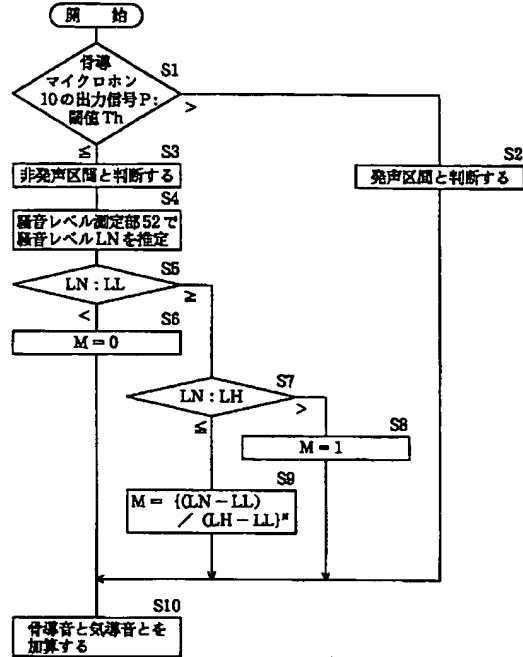 開 始
S1
骨導
マイクロホン
10の出力信号P:
閾値Th
>
≦
S3
非発声区間と判断する
S2
発声区間と判断する
S4
騒音レベル測定部52で
騒音レベルLNを推定
S5
LN:LL
≧
<
S6
M=0
S7
LN:LH
>
≦
S8
M=1
S9
M= {(LN-LL)
/ (LH-LL}
S10
骨導音と気導音とを
加算する